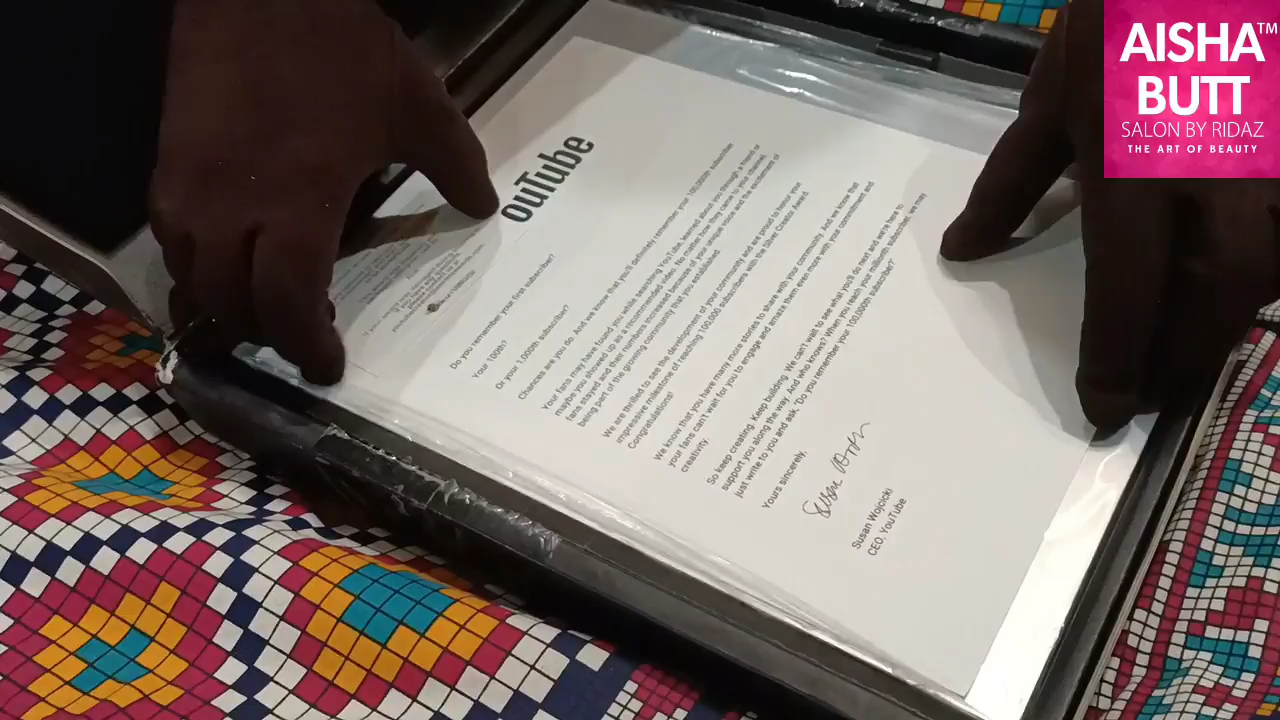 AISHA™
BUTT
SALON BY RIDAZ
THE ART OF BEAUTY
ouTube
Do you remember your first subscriber?
Your 100th?
Or your 1,000th subscriber?
Chances are you do. And we know that you'll definitely remember your 100,000th subscriber
Your fans may have found you while searching YouTube, learned about you through a friend or
maybe you showed up as a recommended video. No matter how they came to your channel,
fans stayed and their numbers increased because of your unique voice and the excitement of
being part of the growing community that you established
We are thrilled to see the development of your community and are proud to honor your
impressive milestone of reaching 100,000 subscribers with the Silver Creator Award.
Congratulations!
We know that you have many more stories to share with your community. And we know that
your fans can't wait for you to engage and amaze them even more with your commitment and
creativity
So keep creating. Keep building. We can't wait to see what you'll do next and we're here to
support you along the way. And who knows? When you reach your millionth subscriber, we may
just write to you and ask, "Do you remember your 100,000th subscriber?"
Yours sincerely,
Susan Wojcicki
CEO, YouTube